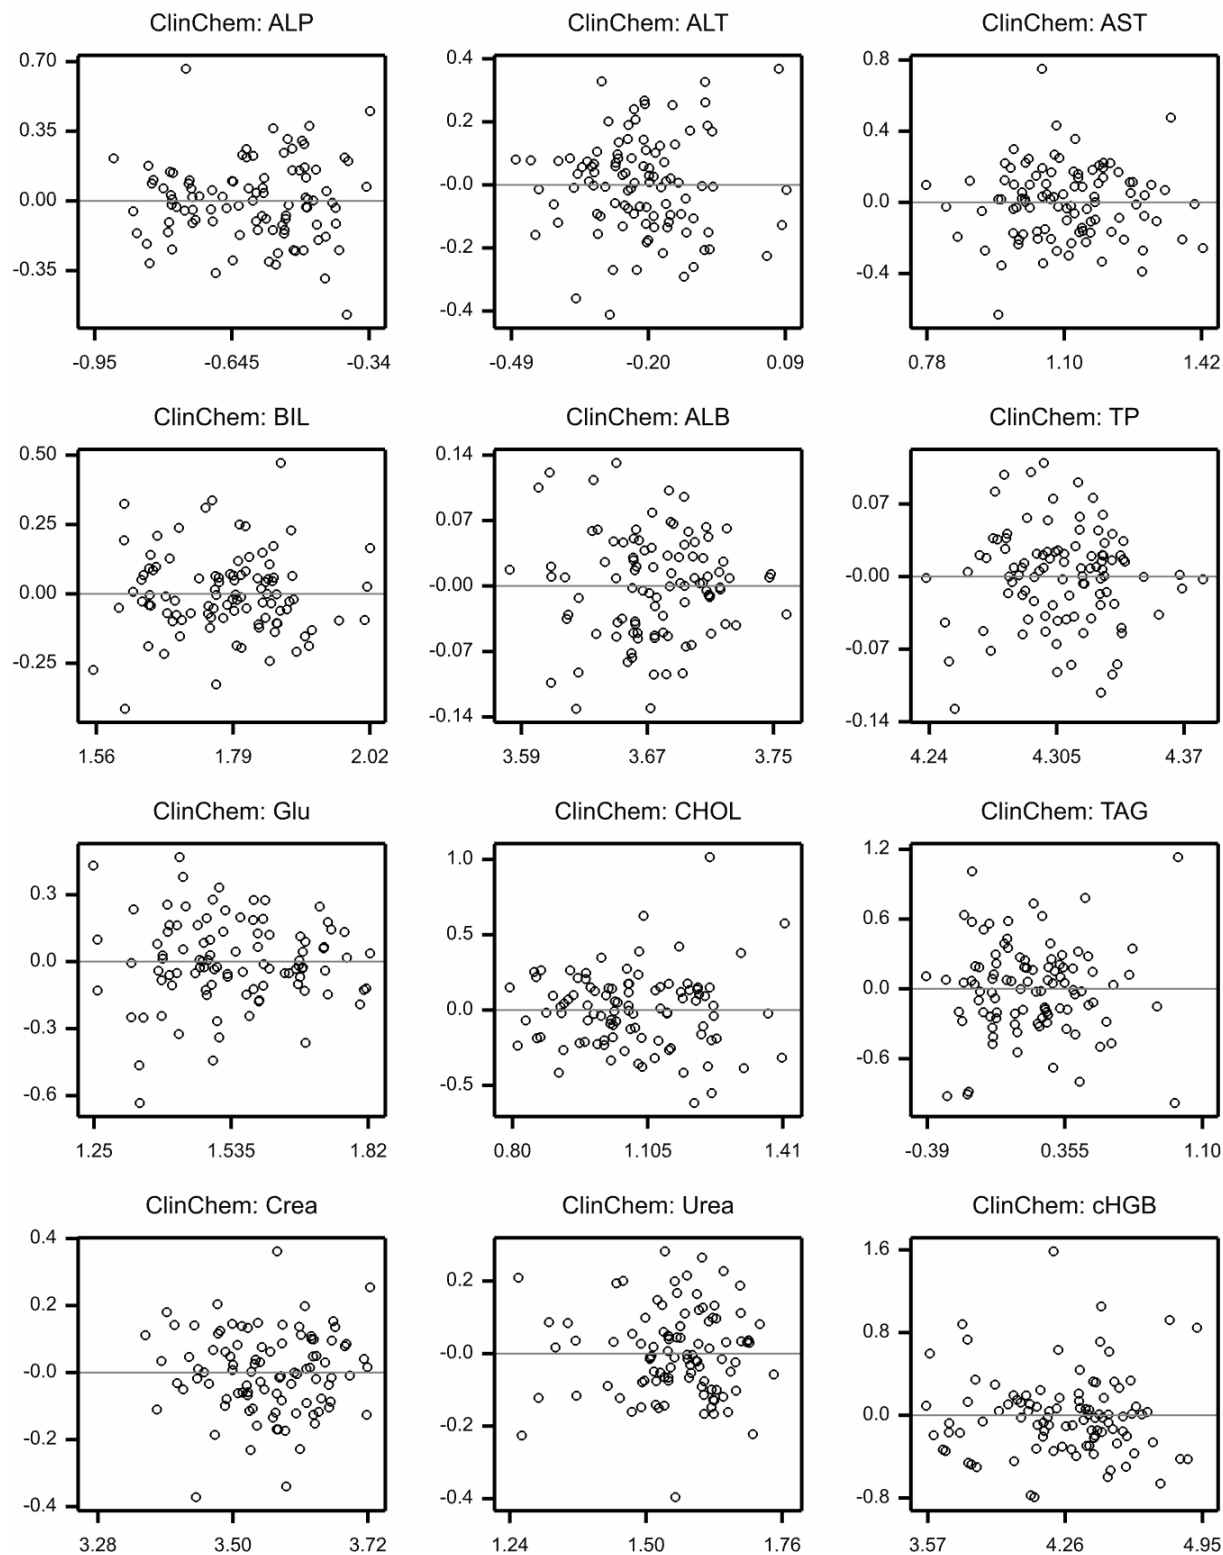 ClinChem: ALP ClinChem: ALT ClinChem: AST
0.70 0.4 0.8
0.35 0.2 0.4
0.00 -0.0 0.0
-0.35 -0.2 -0.4
-0.4
-0.95 -0.645 -0.34 -0.49 -0.20 0.09 0.78 1.10 1.42
ClinChem: BIL ClinChem: ALB ClinChem: TP
0.50 0.14
0.25 0.07 0.07
0.00 -0.00 -0.00
-0.25 -0.07 -0.07
-0.14 -0.14
1.56 1.79 2.02 3.59 3.67 3.75 4.24 4.305 4.37
ClinChem: Glu ClinChem: CHOL ClinChem: TAG
1.0 1.2
0.3 0.5 0.6
0.0 0.0 0.0
-0.3 -0.5 -0.6
-0.6
1.25 1.535 1.82 0.80 1.105 1.41 -0.39 0.355 1.10
ClinChem: Crea ClinChem: Urea ClinChem: cHGB
0.4 1.6
0.2 0.2 0.8
-0.0 -0.0 0.0
-0.2 -0.2
-0.4 -0.4 -0.8
3.28 3.50 3.72 1.24 1.50 1.76 3.57 4.26 4.95